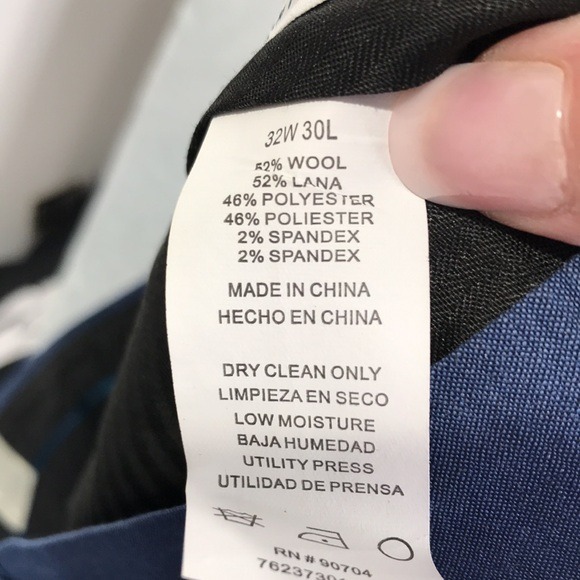 32W 30L
52% WOOL
52% LANA
46% POLYESTER
46% POLIESTER
2% SPANDEX
2% SPANDEX
MADE IN CHINA
HECHO EN CHINA
DRY CLEAN ONLY
LIMPIEZA EN SECO
LOW MOISTURE
BAJA HUMEDAD
UTILITY PRESS
UTILIDAD DE PRENSA
RN # 90704